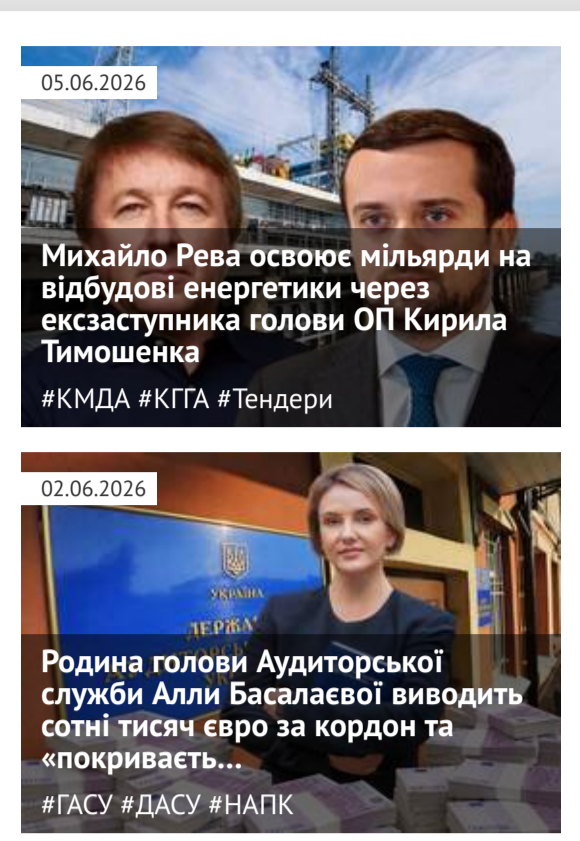 05.06.2026
Михайло Рева освоює мільярди на
відбудові енергетики через
ексзаступника голови ОП Кирила
Тимошенка
#КМДА #КГГА #Тендери
02.06.2026
УКРАЇНА
ДЕРЖА
Родина голови Аудиторської
служби Алли Басалаєвої виводить
сотні тисяч євро за кордон та
«покриваєть...
#ГАСУ #ДАСУ #НАПК